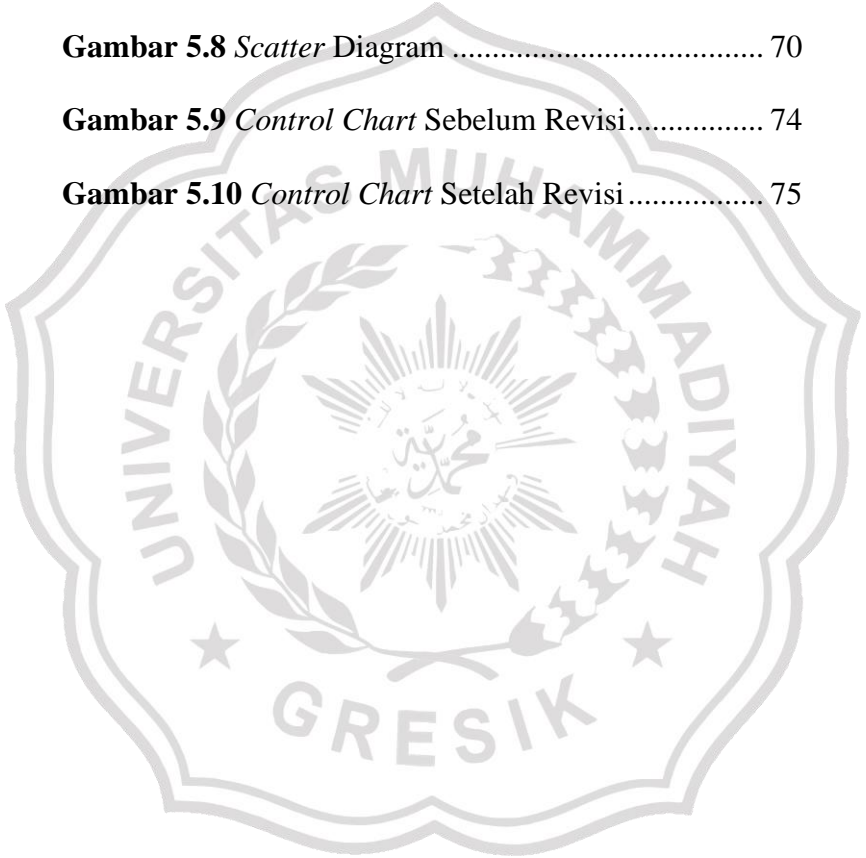 Gambar 5.8 Scatter Diagram ...................................... 70
Gambar 5.9 Control Chart Sebelum Revisi................. 74
Gambar 5.10 Control Chart Setelah Revisi................. 75
UNIVERSITAS MUHAMMADIYAH
GRESIK